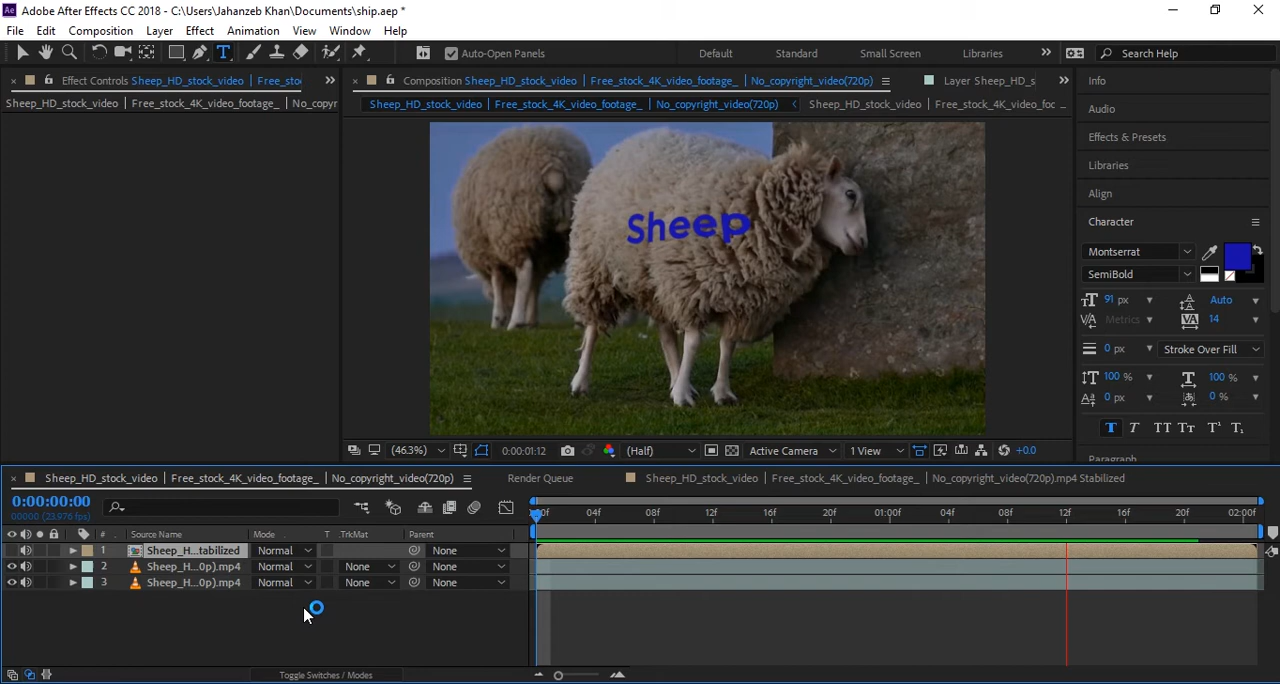 Adobe After Effects CC 2018 - C:\Users\Jahanzeb Khan\Documents\ship.aep *
File Edit Composition Layer Effect Animation View Window Help
T Auto-Open Panels Default Standard Small Screen Libraries » Search Help
× Effect Controls Sheep_HD_stock_video | Free_sto » × Composition Sheep_HD_stock_video | Free_stock_4K_video_footage_ | No_copyright_video(720p) Layer Sheep_HD_s » Info
Sheep_HD_stock_video | Free_stock_4K_video_footage_ | No_copyr Sheep_HD_stock_video | Free_stock_4K_video_footage_ | No_copyright_video(720p) < Sheep_HD_stock_video | Free_stock_4K_video_foc
Audio
Effects & Presets
Libraries
Align
Character
Sheep
Montserrat
SemiBold
91 px Auto
Metrics 14
0 px Stroke Over Fill
100 % 100 %
0 px 0 %
T T TT Tт T¹ T₁
(46.3%) 0:00:01:12 (Half) Active Camera 1 View +0.0
Paragraph
× Sheep_HD_stock_video | Free_stock_4K_video_footage_ | No_copyright_video(720p) Render Queue Sheep_HD_stock_video | Free_stock_4K_video_footage_ | No_copyright_video(720p).mp4 Stabilized
0:00:00:00
00000 (23.976 fps)
:00f 04f 08f 12f 16f 20f 01:00f 04f 08f 12f 16f 20f 02:00f
# Source Name Mode T .TrkMat Parent
1 Sheep_H...tabilized Normal None
2 Sheep_H...0p).mp4 Normal None None
3 Sheep_H...0p).mp4 Normal None None
Toggle Switches / Modes